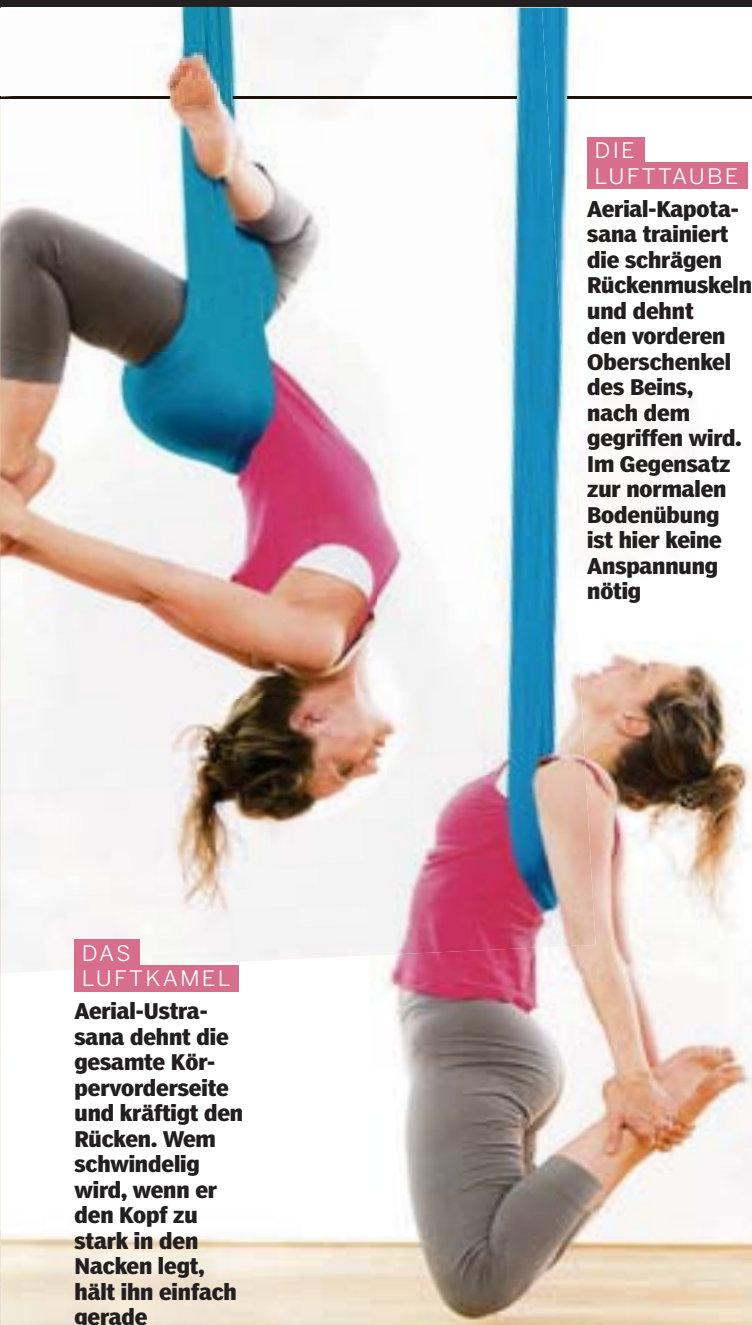 DIE
LUFTTAUBE
Aerial-Kapota-
sana trainiert
die schrägen
Rückenmuskeln
und dehnt
den vorderen
Oberschenkel
des Beins,
nach dem
gegriffen wird.
Im Gegensatz
zur normalen
Bodenübung
ist hier keine
Anspannung
nötig
DAS
LUFTKAMEL
Aerial-Ustra-
sana dehnt die
gesamte Kör-
pervorderseite
und kräftigt den
Rücken. Wem
schwindelig
wird, wenn er
den Kopf zu
stark in den
Nacken legt,
hält ihn einfach
gerade